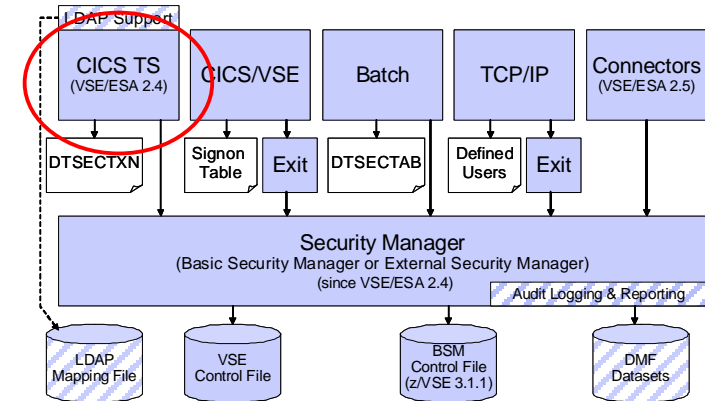 LDAP Support
CICS TS
(VSE/ESA 2.4)
CICS/VSE
Batch
TCP/IP
Connectors
(VSE/ESA 2.5)
DTSECTXN
Signon
Table
Exit
DTSECTAB
Defined
Users
Exit
Security Manager
(Basic Security Manager or External Security Manager)
(since VSE/ESA 2.4)
Audit Logging & Reporting
LDAP
Mapping File
VSE
Control File
BSM
Control File
(z/VSE 3.1.1)
DMF
Datasets